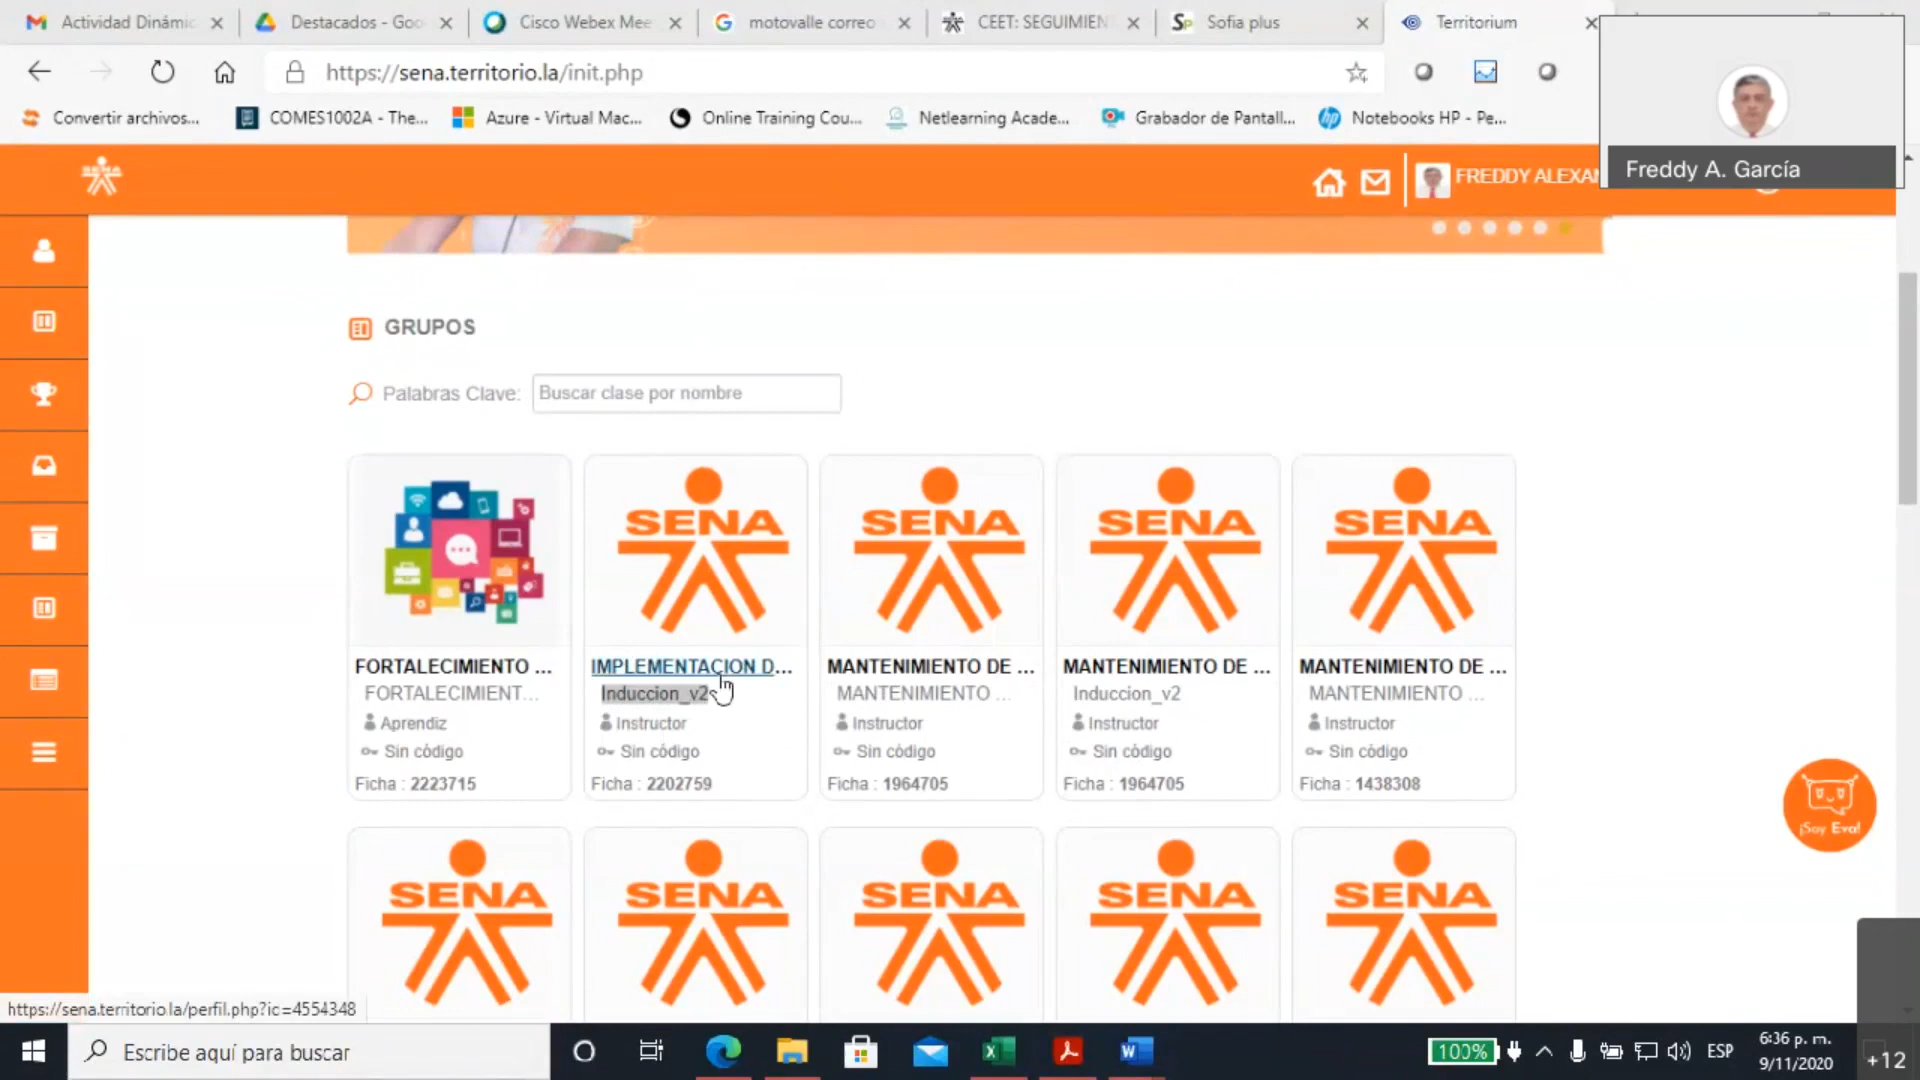 Actividad Dinámic
Destacados - Goo
Cisco Webex Mee
motovalle correo
CEET: SEGUIMIEN
Sofia plus
Territorium
https://sena.territorio.la/init.php
Convertir archivos...
COMES1002A - The...
Azure - Virtual Mac...
Online Training Cou...
Netlearning Acade...
Grabador de Pantall...
Notebooks HP - Pe...
Freddy A. García
FREDDY ALEXAN
GRUPOS
Palabras Clave:
Buscar clase por nombre
SENA
SENA
SENA
SENA
FORTALECIMIENTO ...
FORTALECIMIENT...
Aprendiz
Sin código
Ficha : 2223715
IMPLEMENTACION D...
Induccion_v2
Instructor
Sin código
Ficha : 2202759
MANTENIMIENTO DE ...
MANTENIMIENTO ...
Instructor
Sin código
Ficha : 1964705
MANTENIMIENTO DE ...
Induccion_v2
Instructor
Sin código
Ficha : 1964705
MANTENIMIENTO DE ...
MANTENIMIENTO ...
Instructor
Sin código
Ficha : 1438308
¡Soy Eva!
SENA
SENA
SENA
SENA
SENA
https://sena.territorio.la/perfil.php?ic=4554348
Escribe aquí para buscar
100%
ESP
6:36 p. m.
9/11/2020
+12